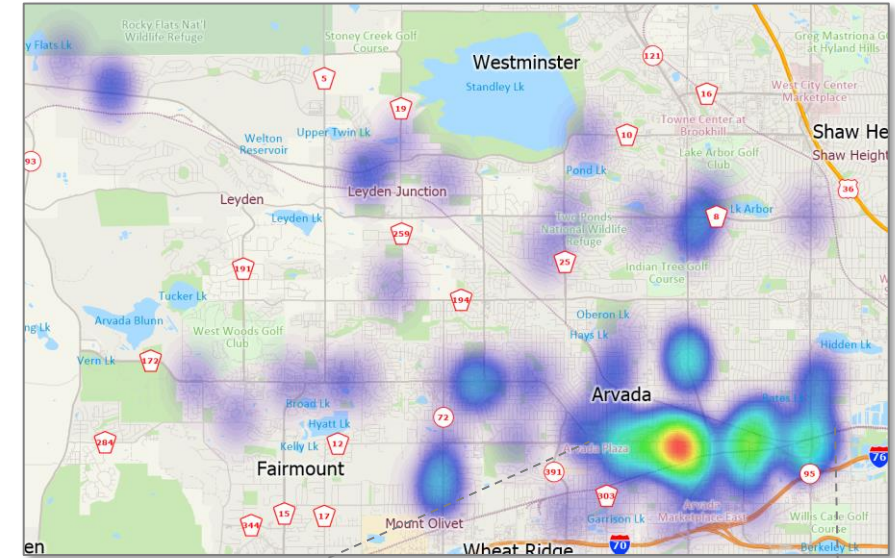 Rocky Flats Nat'l
Wildlife Refuge
y Flats Lk
Stoney Creek Golf
Course
Westminster
Standley Lk
121
Greg Mastriona G
at Hyland Hills
5
19
16
West City Center
Marketplace
Towne Center at
Brookhill
10
Welton
Reservoir
Upper Twin Lk
Shaw He
Shaw Height
93
Lake Arbor Golf
Club
Pond Lk
36
Leyden
Leyden Junction
Leyden Lk
Two Ponds
National Wildlife
Refuge
8
Lk Arbor
259
25
191
Indian Tree Golf
Course
Tucker Lk
194
Arvada Blunn
ng Lk
West Woods Golf
Club
Oberon Lk
Hays Lk
Hidden Lk
172
Vern Lk
Arvada
Bates Lk
Broad Lk
72
Hyatt Lk
284
12
Kelly Lk
Arvada Plaza
Fairmount
391
95
76
303
15
17
344
Mount Olivet
Garrison Lk
Arvada
Marketplace East
Willis Case Golf
Course
en
Wheat Ridge
70
Berkeley Lk